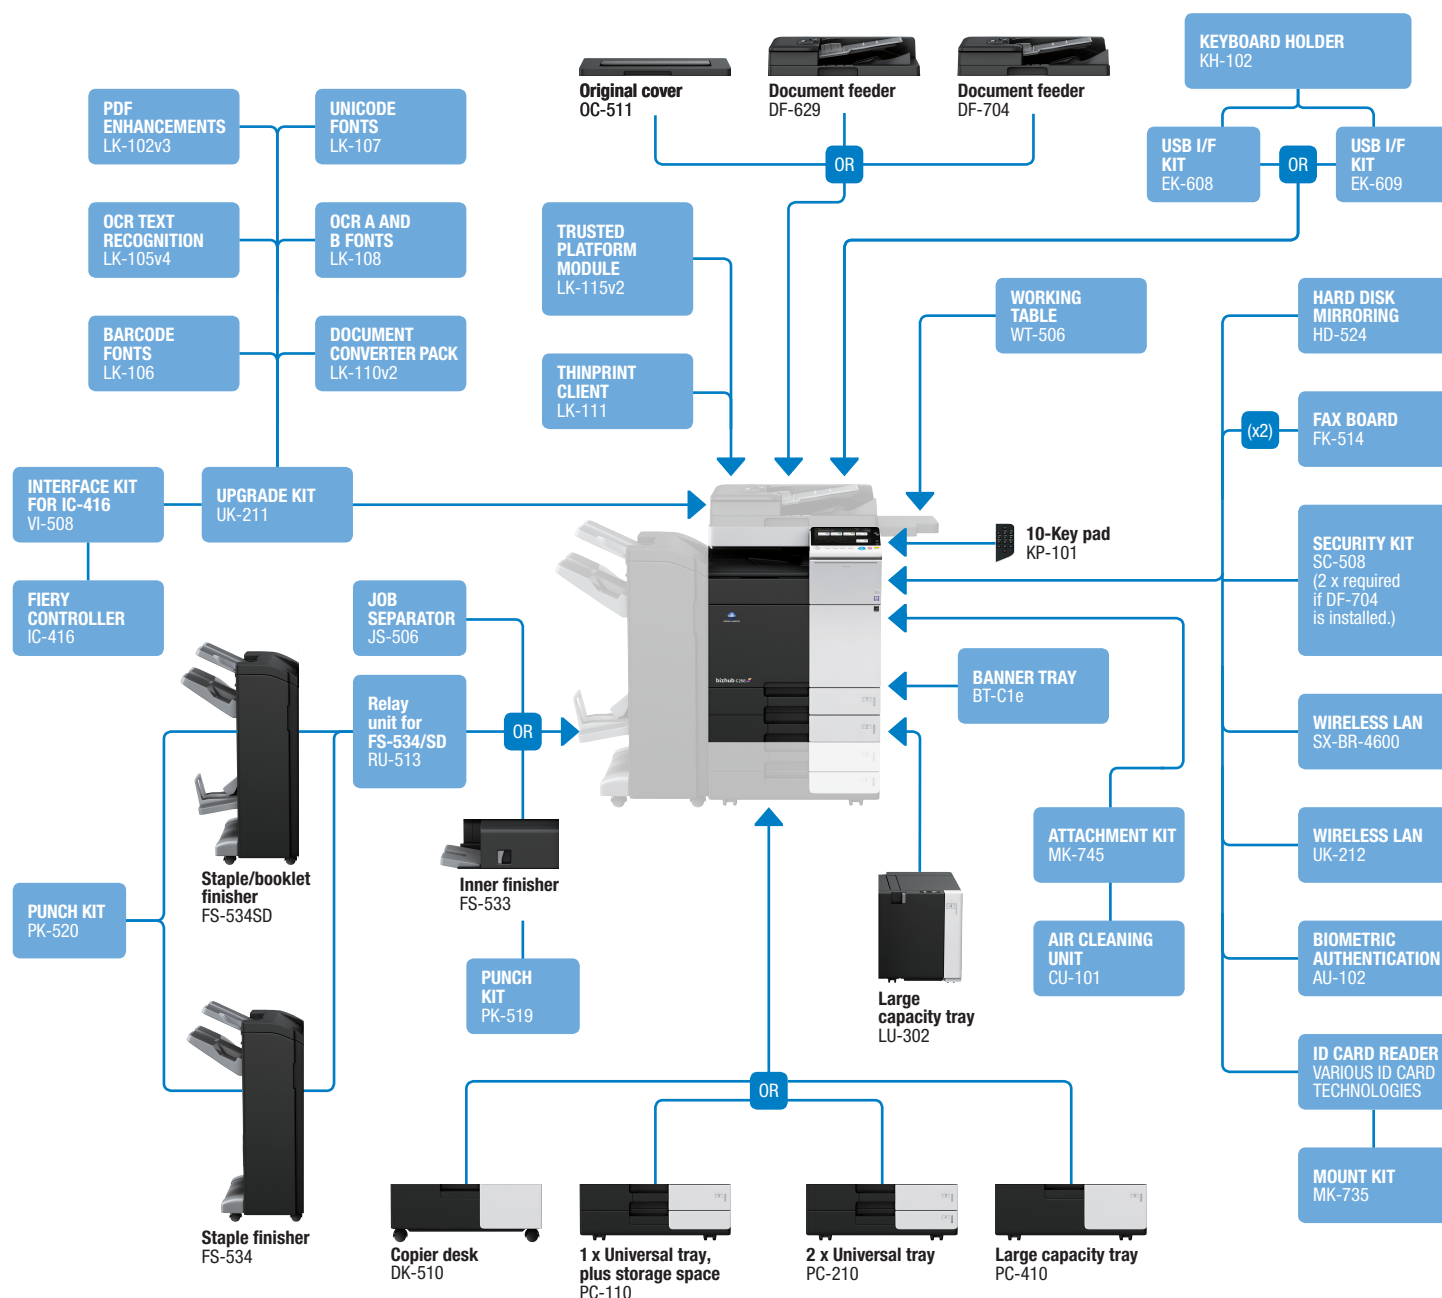 Original cover
OC-511
Document feeder
DF-629
Document feeder
DF-704
KEYBOARD HOLDER
KH-102
USB I/F
KIT
EK-608
OR
USB I/F
KIT
EK-609
OR
PDF
ENHANCEMENTS
LK-102v3
UNICODE
FONTS
LK-107
OCR TEXT
RECOGNITION
LK-105v4
OCR A AND
B FONTS
LK-108
BARCODE
FONTS
LK-106
DOCUMENT
CONVERTER PACK
LK-110v2
TRUSTED
PLATFORM
MODULE
LK-115v2
THINPRINT
CLIENT
LK-111
WORKING
TABLE
WT-506
HARD DISK
MIRRORING
HD-524
(x2)
FAX BOARD
FK-514
INTERFACE KIT
FOR IC-416
VI-508
UPGRADE KIT
UK-211
FIERY
CONTROLLER
IC-416
10-Key pad
KP-101
SECURITY KIT
SC-508
(2 x required
if DF-704
is installed.)
JOB
SEPARATOR
JS-506
Relay
unit for
FS-534/SD
RU-513
OR
bizhub
BANNER TRAY
BT-C1e
WIRELESS LAN
SX-BR-4600
ATTACHMENT KIT
MK-745
WIRELESS LAN
UK-212
Staple/booklet
finisher
FS-534SD
Inner finisher
FS-533
PUNCH KIT
PK-520
PUNCH
KIT
PK-519
AIR CLEANING
UNIT
CU-101
BIOMETRIC
AUTHENTICATION
AU-102
Large
capacity tray
LU-302
ID CARD READER
VARIOUS ID CARD
TECHNOLOGIES
OR
MOUNT KIT
MK-735
Staple finisher
FS-534
Copier desk
DK-510
1 x Universal tray,
plus storage space
PC-110
2 x Universal tray
PC-210
Large capacity tray
PC-410